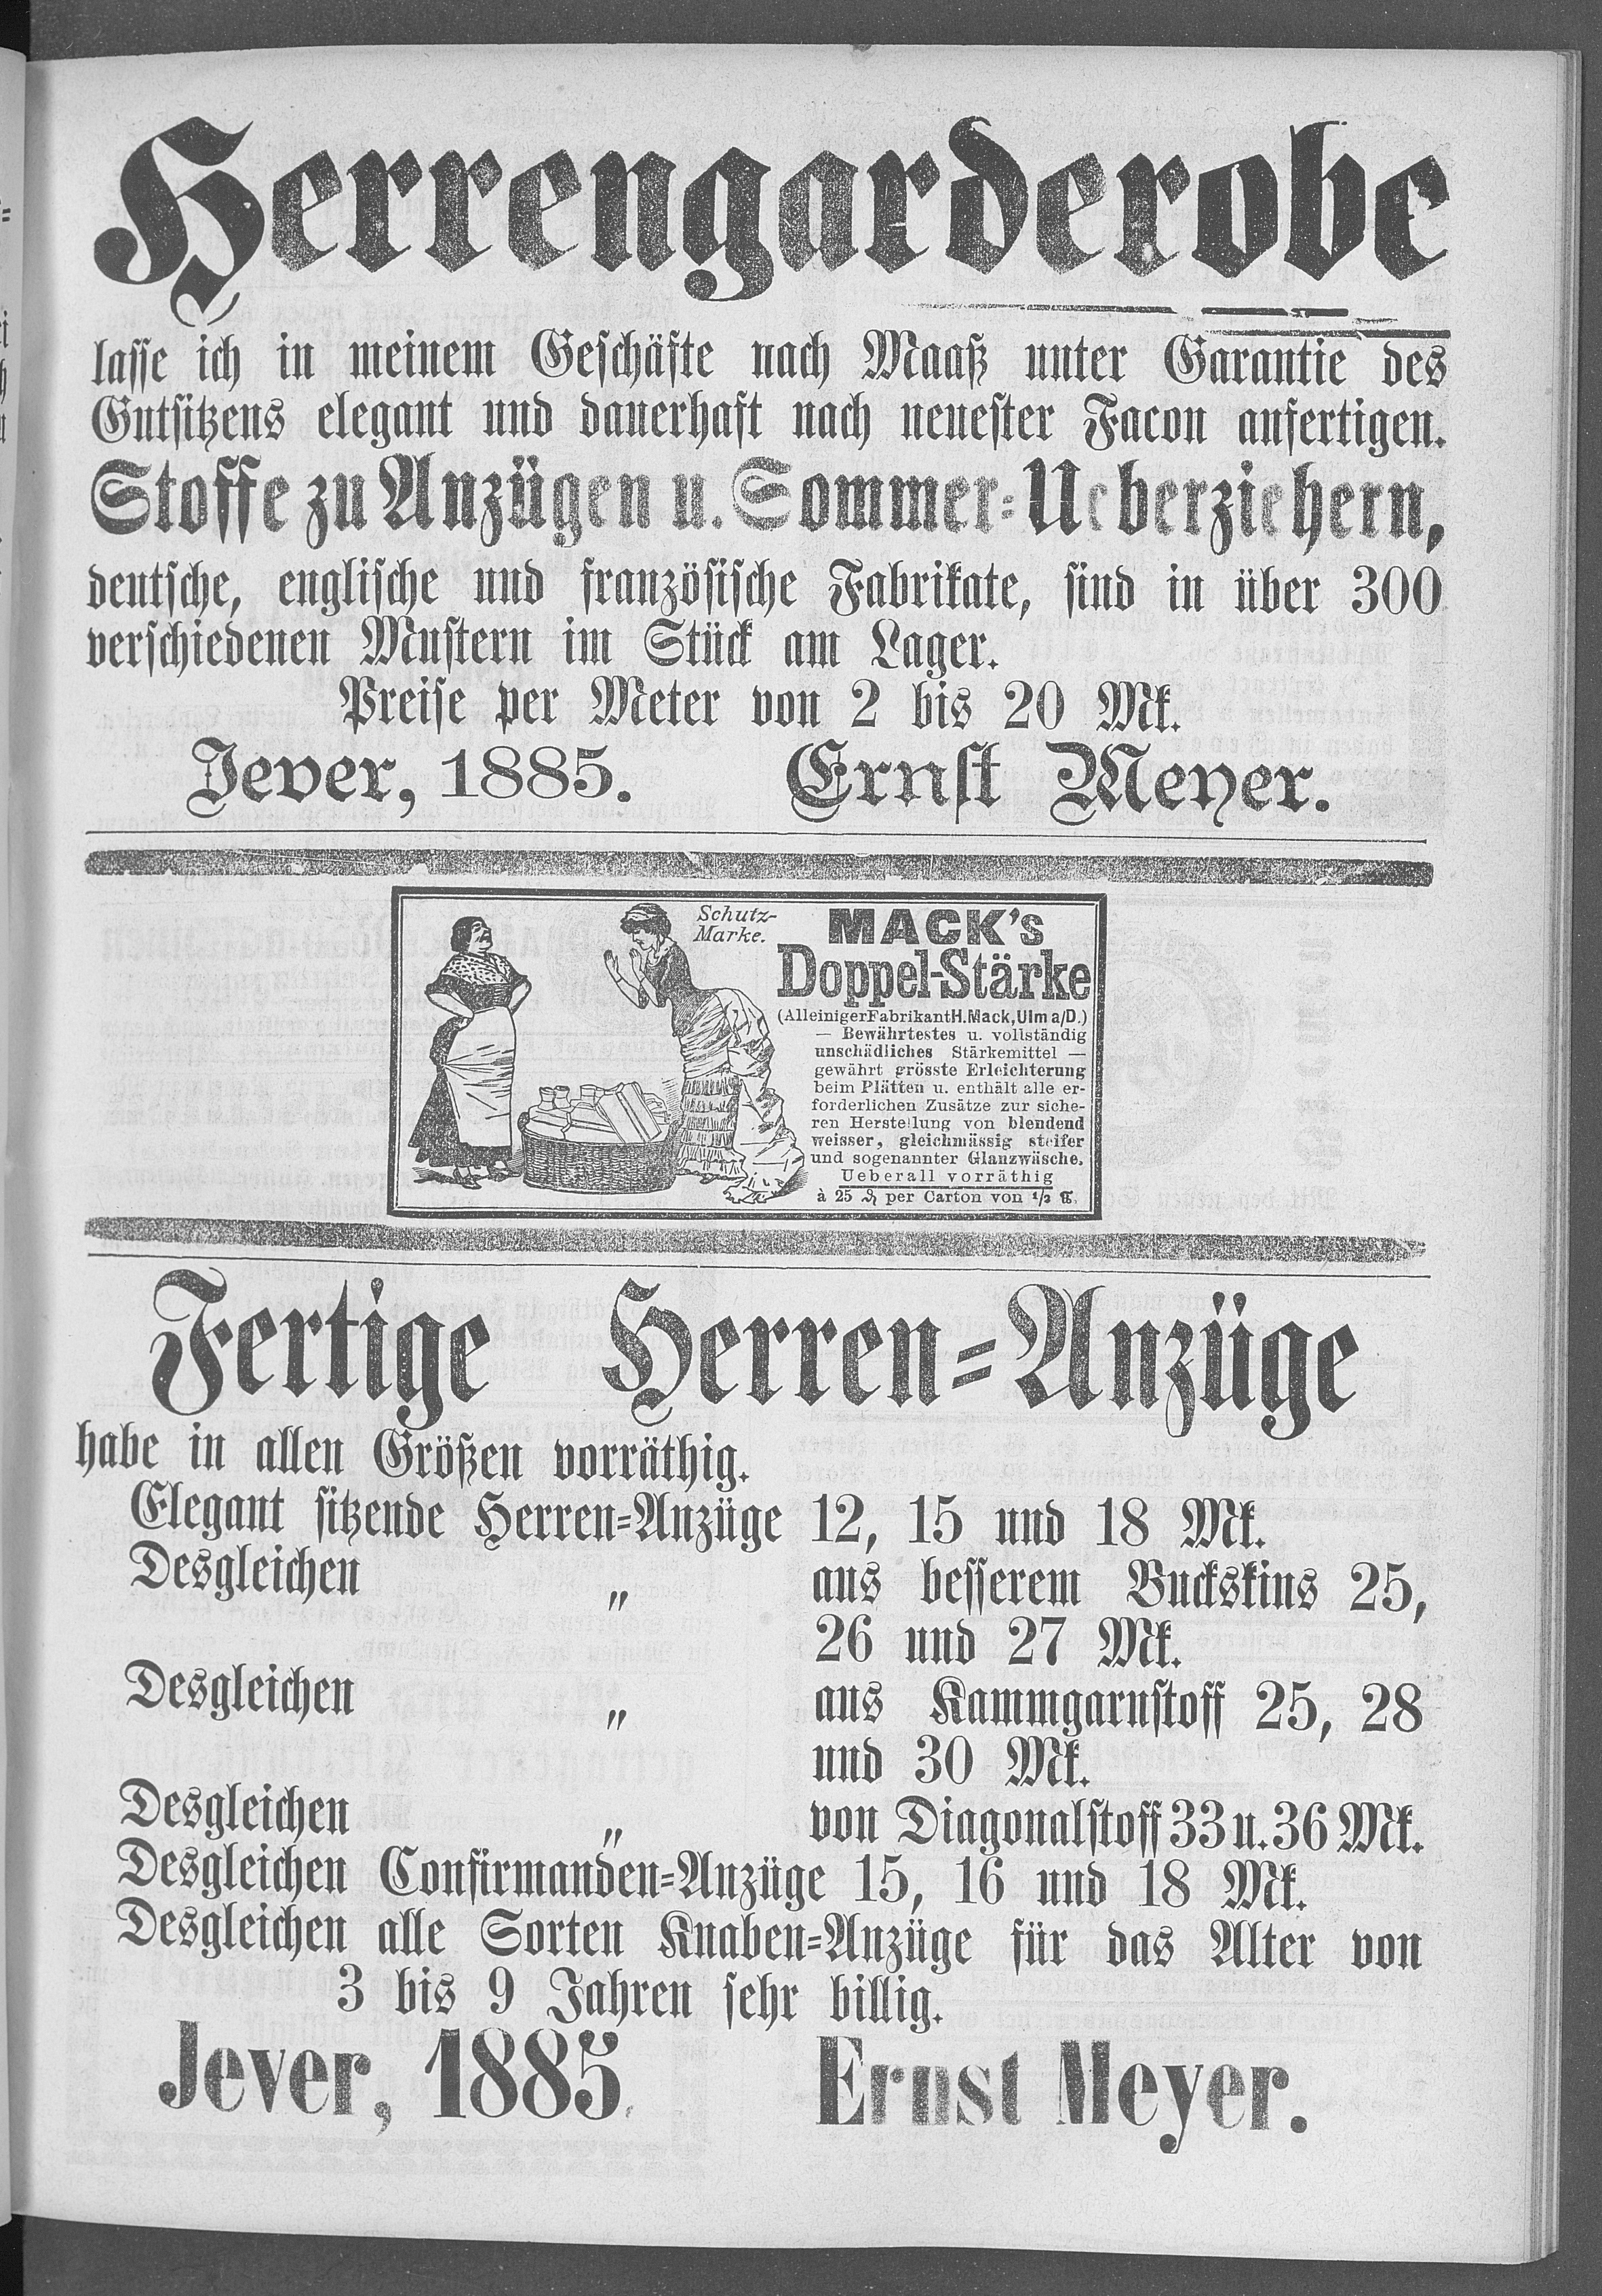 Herrengarderobe
lasse ich in meinem Geschäfte nach Maaß unter Garantie des
Gutsitzens elegant und dauerhaft nach neuester Facon anfertigen.
Stoffe zu Anzügen u. Sommer-Ueberziehern,
deutsche, englische und französische Fabrikate, sind in über 300
verschiedenen Mustern im Stück am Lager.
Preise per Meter von 2 bis 20 Mk.
Jever, 1885. Ernst Meyer.
Schutz-
Marke.
MACK's
Doppel-Stärke
(Alleiniger Fabrikant H. Mack, Ulm a/D.)
— Bewährtestes u. vollständig
unschädliches Stärkemittel —
gewährt grösste Erleichterung
beim Plätten u. enthält alle er-
forderlichen Zusätze zur siche-
ren Herstellung von blendend
weisser, gleichmässig steifer
und sogenannter Glanzwäsche.
Ueberall vorräthig
à 25 ₰ per Carton von ½ ℔.
Fertige Herren-Anzüge
habe in allen Größen vorräthig.
Elegant sitzende Herren-Anzüge 12, 15 und 18 Mk.
Desgleichen „ aus besserem Buckskins 25,
26 und 27 Mk.
Desgleichen „ aus Kammgarnstoff 25, 28
und 30 Mk.
Desgleichen „ von Diagonalstoff 33 u. 36 Mk.
Desgleichen Confirmanden-Anzüge 15, 16 und 18 Mk.
Desgleichen alle Sorten Knaben-Anzüge für das Alter von
3 bis 9 Jahren sehr billig.
Jever, 1885. Ernst Meyer.